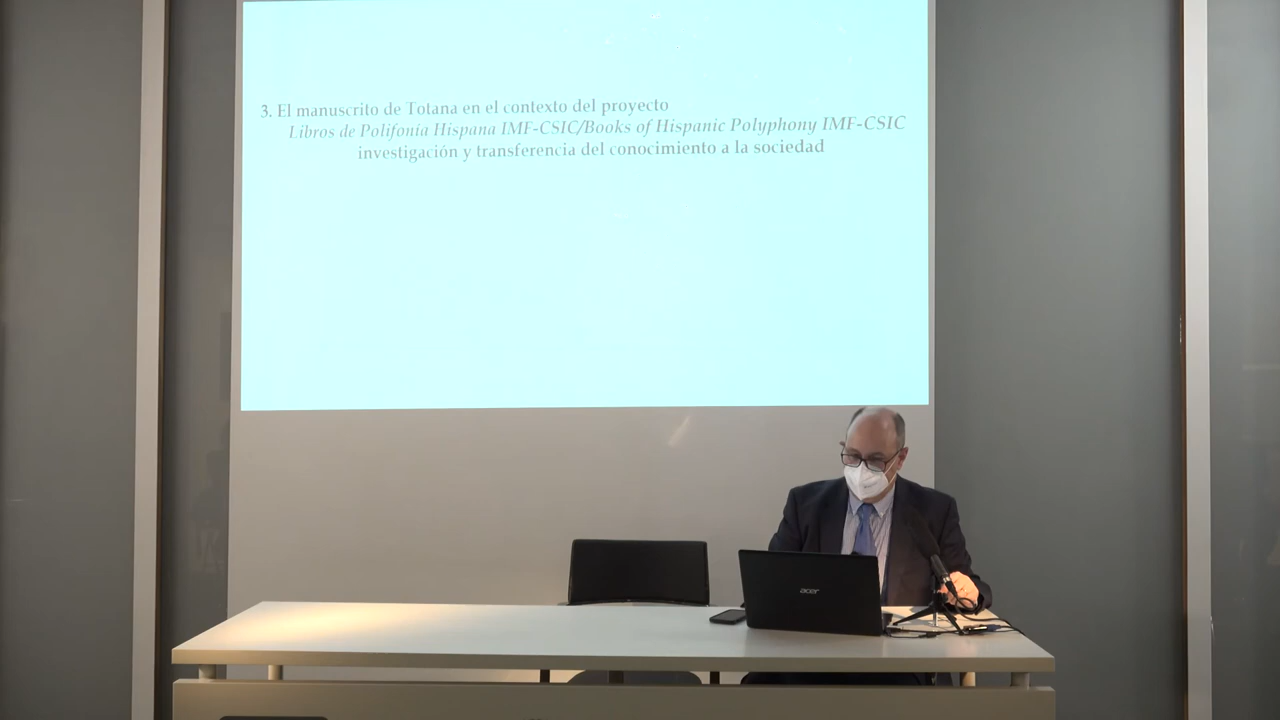 3. El manuscrito de Totana en el contexto del proyecto
Libros de Polifonía Hispana IMF-CSIC/Books of Hispanic Polyphony IMF-CSIC
investigación y transferencia del conocimiento a la sociedad
acer